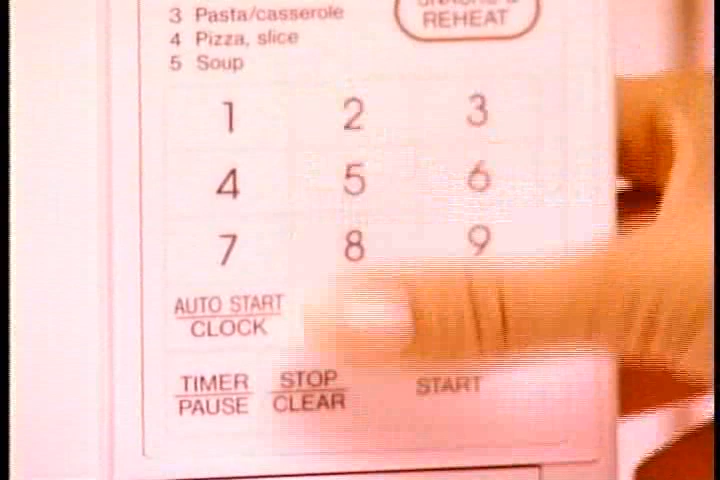 3 Pasta/casserole
4 Pizza, slice
5 Soup
REHEAT
1 2 3
4 5 6
7 8 9
AUTO START
CLOCK
TIMER STOP START
PAUSE CLEAR